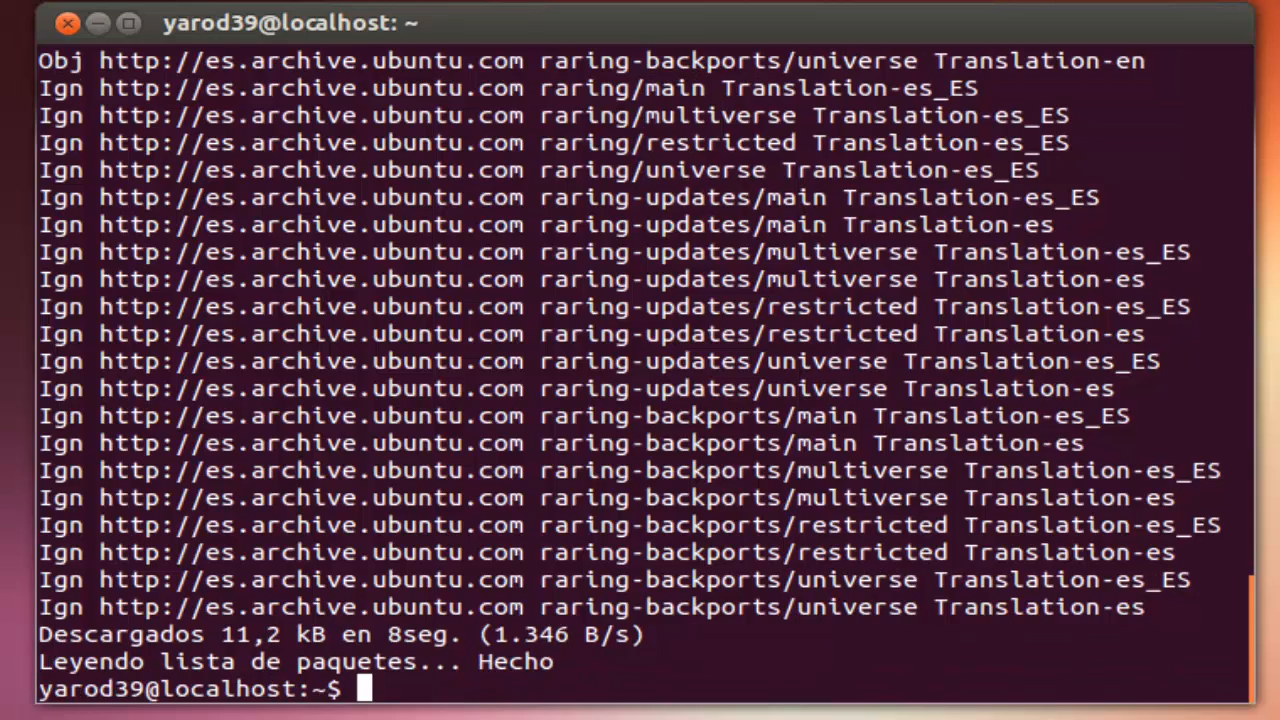 yarod39@localhost: ~
Obj http://es.archive.ubuntu.com raring-backports/universe Translation-en
Ign http://es.archive.ubuntu.com raring/main Translation-es_ES
Ign http://es.archive.ubuntu.com raring/multiverse Translation-es_ES
Ign http://es.archive.ubuntu.com raring/restricted Translation-es_ES
Ign http://es.archive.ubuntu.com raring/universe Translation-es_ES
Ign http://es.archive.ubuntu.com raring-updates/main Translation-es_ES
Ign http://es.archive.ubuntu.com raring-updates/main Translation-es
Ign http://es.archive.ubuntu.com raring-updates/multiverse Translation-es_ES
Ign http://es.archive.ubuntu.com raring-updates/multiverse Translation-es
Ign http://es.archive.ubuntu.com raring-updates/restricted Translation-es_ES
Ign http://es.archive.ubuntu.com raring-updates/restricted Translation-es
Ign http://es.archive.ubuntu.com raring-updates/universe Translation-es_ES
Ign http://es.archive.ubuntu.com raring-updates/universe Translation-es
Ign http://es.archive.ubuntu.com raring-backports/main Translation-es_ES
Ign http://es.archive.ubuntu.com raring-backports/main Translation-es
Ign http://es.archive.ubuntu.com raring-backports/multiverse Translation-es_ES
Ign http://es.archive.ubuntu.com raring-backports/multiverse Translation-es
Ign http://es.archive.ubuntu.com raring-backports/restricted Translation-es_ES
Ign http://es.archive.ubuntu.com raring-backports/restricted Translation-es
Ign http://es.archive.ubuntu.com raring-backports/universe Translation-es_ES
Ign http://es.archive.ubuntu.com raring-backports/universe Translation-es
Descargados 11,2 kB en 8seg. (1.346 B/s)
Leyendo lista de paquetes... Hecho
yarod39@localhost:~$